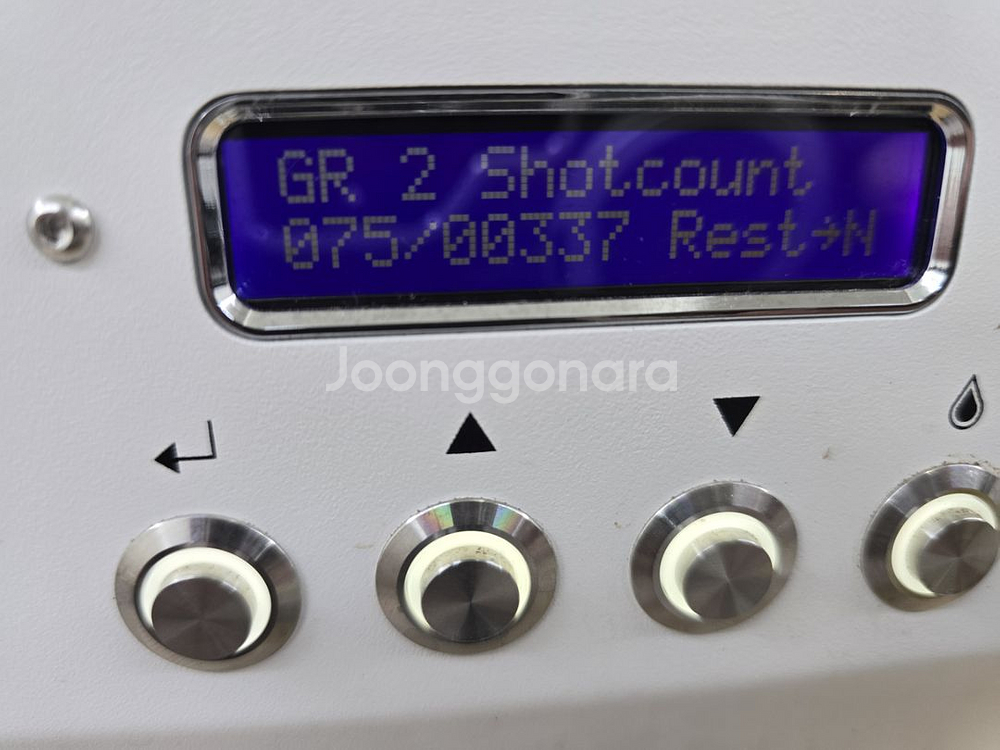 GR 2 Shotcount
075/00337 Rest→N
Joonggonara